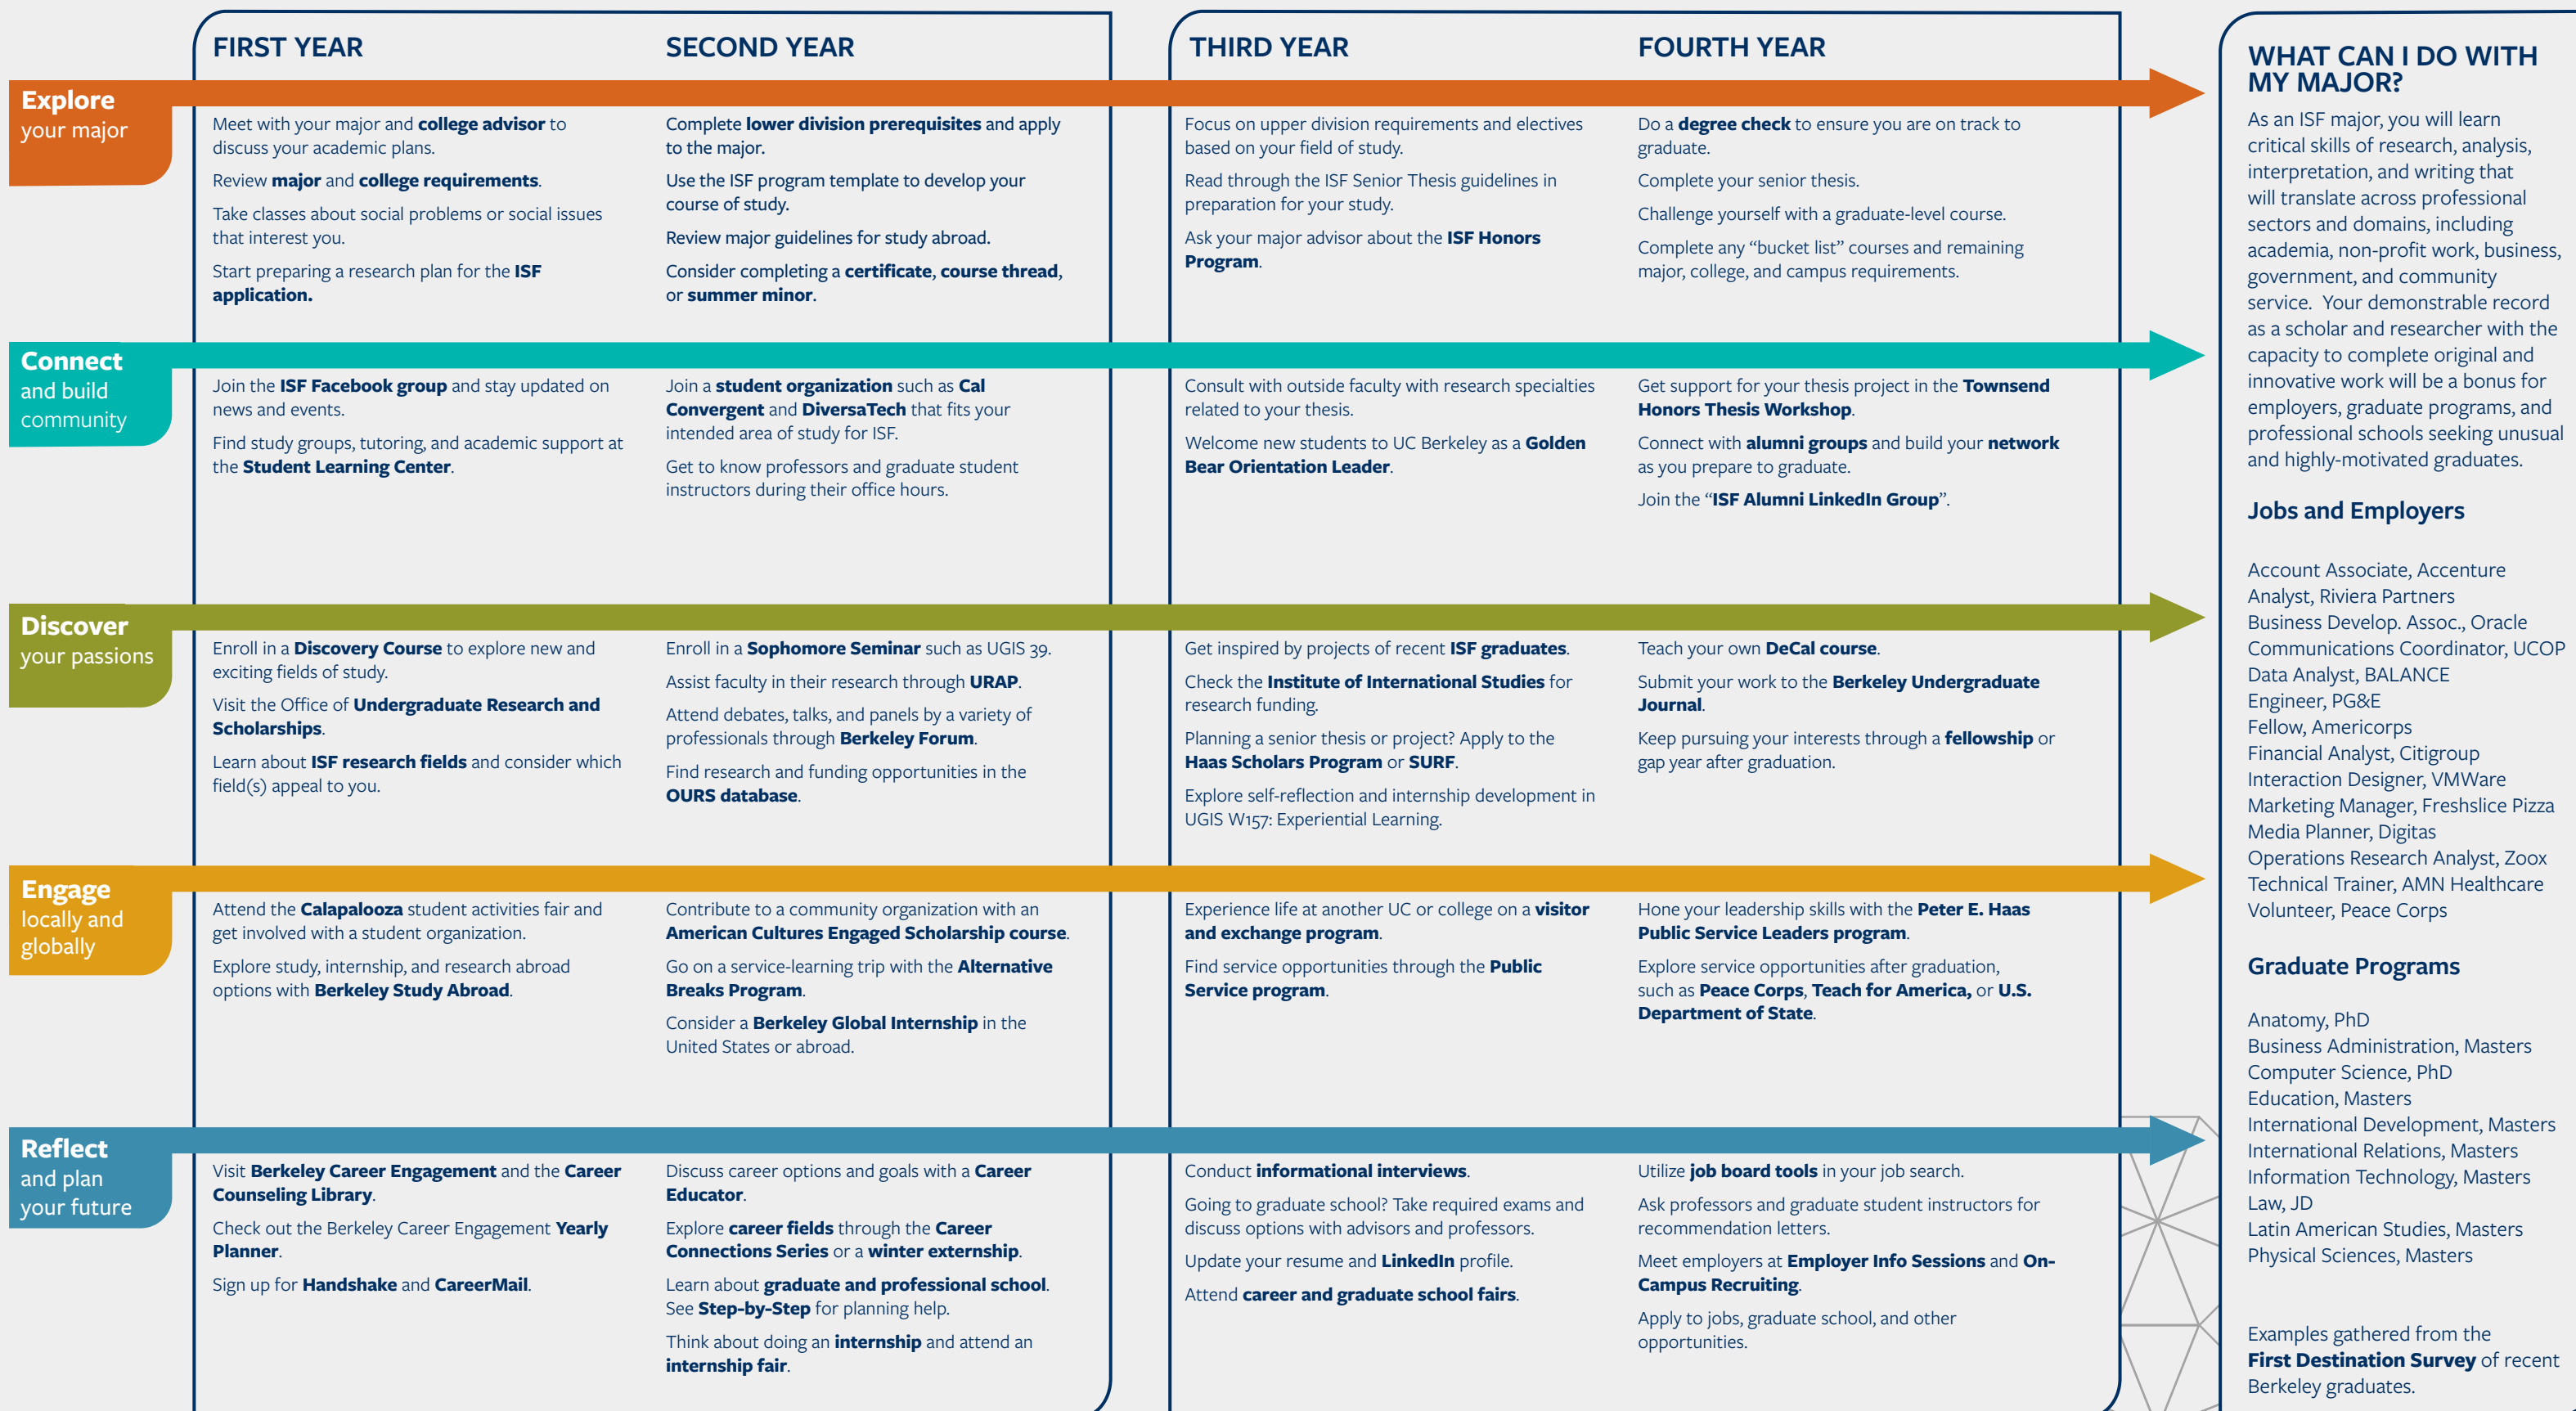 FIRST YEAR
SECOND YEAR
THIRD YEAR
FOURTH YEAR
Explore
your major
Meet with your major and college advisor to
discuss your academic plans.
Review major and college requirements.
Take classes about social problems or social issues
that interest you.
Start preparing a research plan for the ISF
application.
Complete lower division prerequisites and apply
to the major.
Use the ISF program template to develop your
course of study.
Review major guidelines for study abroad.
Consider completing a certificate, course thread,
or summer minor.
Focus on upper division requirements and electives
based on your field of study.
Read through the ISF Senior Thesis guidelines in
preparation for your study.
Ask your major advisor about the ISF Honors
Program.
Do a degree check to ensure you are on track to
graduate.
Complete your senior thesis.
Challenge yourself with a graduate-level course.
Complete any “bucket list” courses and remaining
major, college, and campus requirements.
Connect
and build
community
Join the ISF Facebook group and stay updated on
news and events.
Find study groups, tutoring, and academic support at
the Student Learning Center.
Join a student organization such as Cal
Convergent and DiversaTech that fits your
intended area of study for ISF.
Get to know professors and graduate student
instructors during their office hours.
Consult with outside faculty with research specialties
related to your thesis.
Welcome new students to UC Berkeley as a Golden
Bear Orientation Leader.
Get support for your thesis project in the Townsend
Honors Thesis Workshop.
Connect with alumni groups and build your network
as you prepare to graduate.
Join the “ISF Alumni LinkedIn Group”.
Discover
your passions
Enroll in a Discovery Course to explore new and
exciting fields of study.
Visit the Office of Undergraduate Research and
Scholarships.
Learn about ISF research fields and consider which
field(s) appeal to you.
Enroll in a Sophomore Seminar such as UGIS 39.
Assist faculty in their research through URAP.
Attend debates, talks, and panels by a variety of
professionals through Berkeley Forum.
Find research and funding opportunities in the
OURS database.
Get inspired by projects of recent ISF graduates.
Check the Institute of International Studies for
research funding.
Planning a senior thesis or project? Apply to the
Haas Scholars Program or SURF.
Explore self-reflection and internship development in
UGIS W157: Experiential Learning.
Teach your own DeCal course.
Submit your work to the Berkeley Undergraduate
Journal.
Keep pursuing your interests through a fellowship or
gap year after graduation.
Engage
locally and
globally
Attend the Calapalooza student activities fair and
get involved with a student organization.
Explore study, internship, and research abroad
options with Berkeley Study Abroad.
Contribute to a community organization with an
American Cultures Engaged Scholarship course.
Go on a service-learning trip with the Alternative
Breaks Program.
Consider a Berkeley Global Internship in the
United States or abroad.
Experience life at another UC or college on a visitor
and exchange program.
Find service opportunities through the Public
Service program.
Hone your leadership skills with the Peter E. Haas
Public Service Leaders program.
Explore service opportunities after graduation,
such as Peace Corps, Teach for America, or U.S.
Department of State.
Reflect
and plan
your future
Visit Berkeley Career Engagement and the Career
Counseling Library.
Check out the Berkeley Career Engagement Yearly
Planner.
Sign up for Handshake and CareerMail.
Discuss career options and goals with a Career
Educator.
Explore career fields through the Career
Connections Series or a winter externship.
Learn about graduate and professional school.
See Step-by-Step for planning help.
Think about doing an internship and attend an
internship fair.
Conduct informational interviews.
Going to graduate school? Take required exams and
discuss options with advisors and professors.
Update your resume and LinkedIn profile.
Attend career and graduate school fairs.
Utilize job board tools in your job search.
Ask professors and graduate student instructors for
recommendation letters.
Meet employers at Employer Info Sessions and On-
Campus Recruiting.
Apply to jobs, graduate school, and other
opportunities.
WHAT CAN I DO WITH
MY MAJOR?
As an ISF major, you will learn
critical skills of research, analysis,
interpretation, and writing that
will translate across professional
sectors and domains, including
academia, non-profit work, business,
government, and community
service. Your demonstrable record
as a scholar and researcher with the
capacity to complete original and
innovative work will be a bonus for
employers, graduate programs, and
professional schools seeking unusual
and highly-motivated graduates.
Jobs and Employers
Account Associate, Accenture
Analyst, Riviera Partners
Business Develop. Assoc., Oracle
Communications Coordinator, UCOP
Data Analyst, BALANCE
Engineer, PG&E
Fellow, Americorps
Financial Analyst, Citigroup
Interaction Designer, VMWare
Marketing Manager, Freshslice Pizza
Media Planner, Digitas
Operations Research Analyst, Zoox
Technical Trainer, AMN Healthcare
Volunteer, Peace Corps
Graduate Programs
Anatomy, PhD
Business Administration, Masters
Computer Science, PhD
Education, Masters
International Development, Masters
International Relations, Masters
Information Technology, Masters
Law, JD
Latin American Studies, Masters
Physical Sciences, Masters
Examples gathered from the
First Destination Survey of recent
Berkeley graduates.